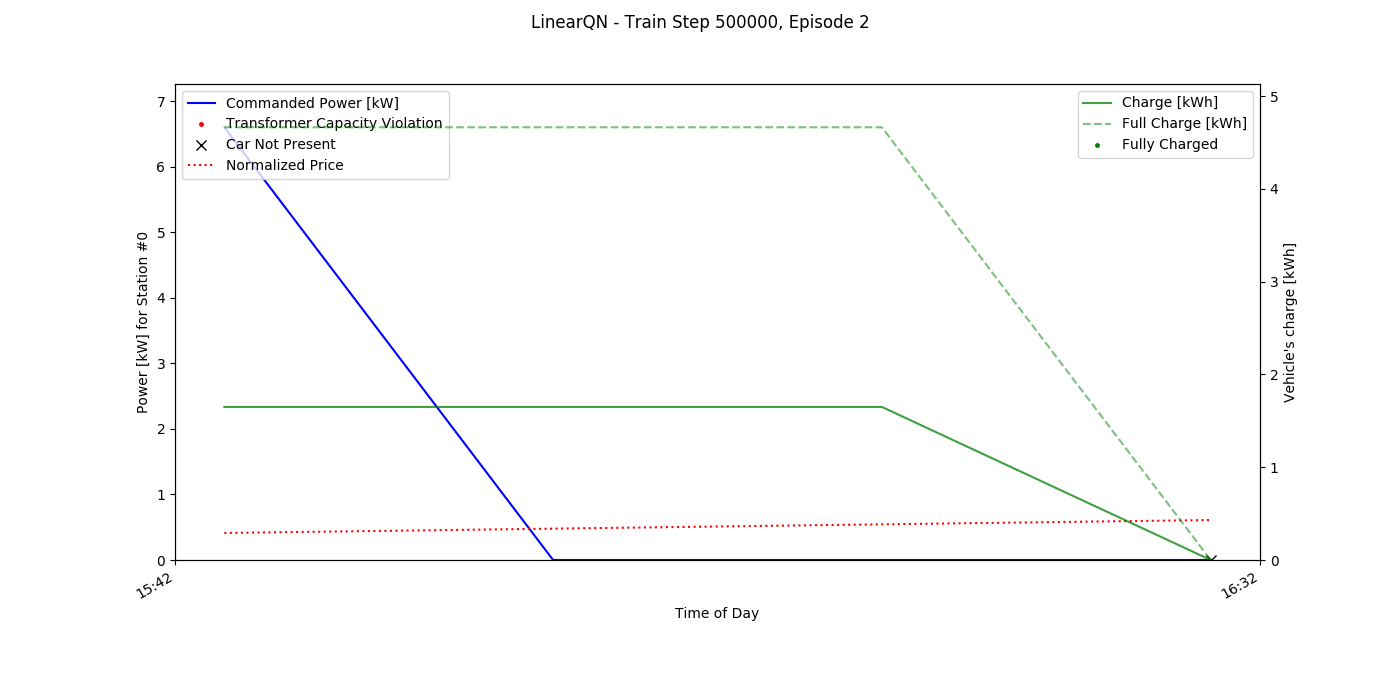 LinearQN - Train Step 500000, Episode 2
Commanded Power [kW]
Transformer Capacity Violation
Car Not Present
Normalized Price
Charge [kWh]
Full Charge [kWh]
Fully Charged
7
6
5
4
3
2
1
0
Power [kW] for Station #0
5
4
3
2
1
0
Vehicle's charge [kWh]
15:42
16:32
Time of Day